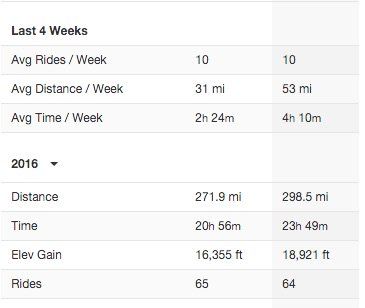 Last 4 Weeks
Avg Rides / Week 10 10
Avg Distance / Week 31 mi 53 mi
Avg Time / Week 2h 24m 4h 10m
2016
Distance 271.9 mi 298.5 mi
Time 20h 56m 23h 49m
Elev Gain 16,355 ft 18,921 ft
Rides 65 64